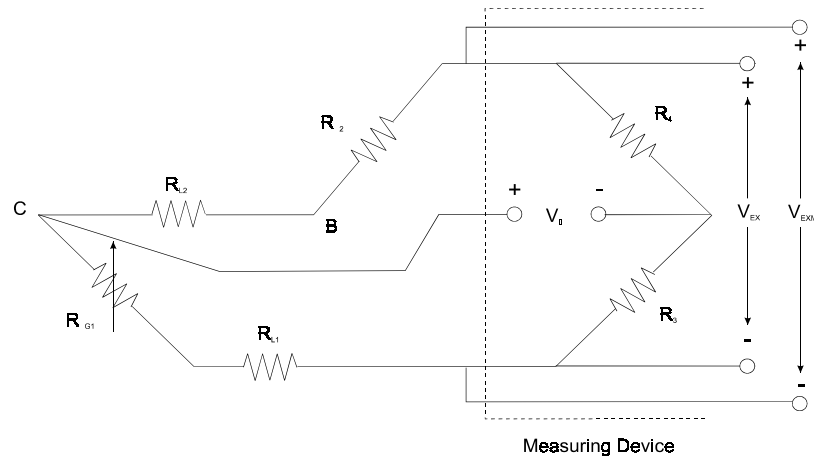 +
+
R2
R4
RL2
C
+
-
V0
VEX
VEXM
B
RG1
R3
RL1
-
-
Measuring Device